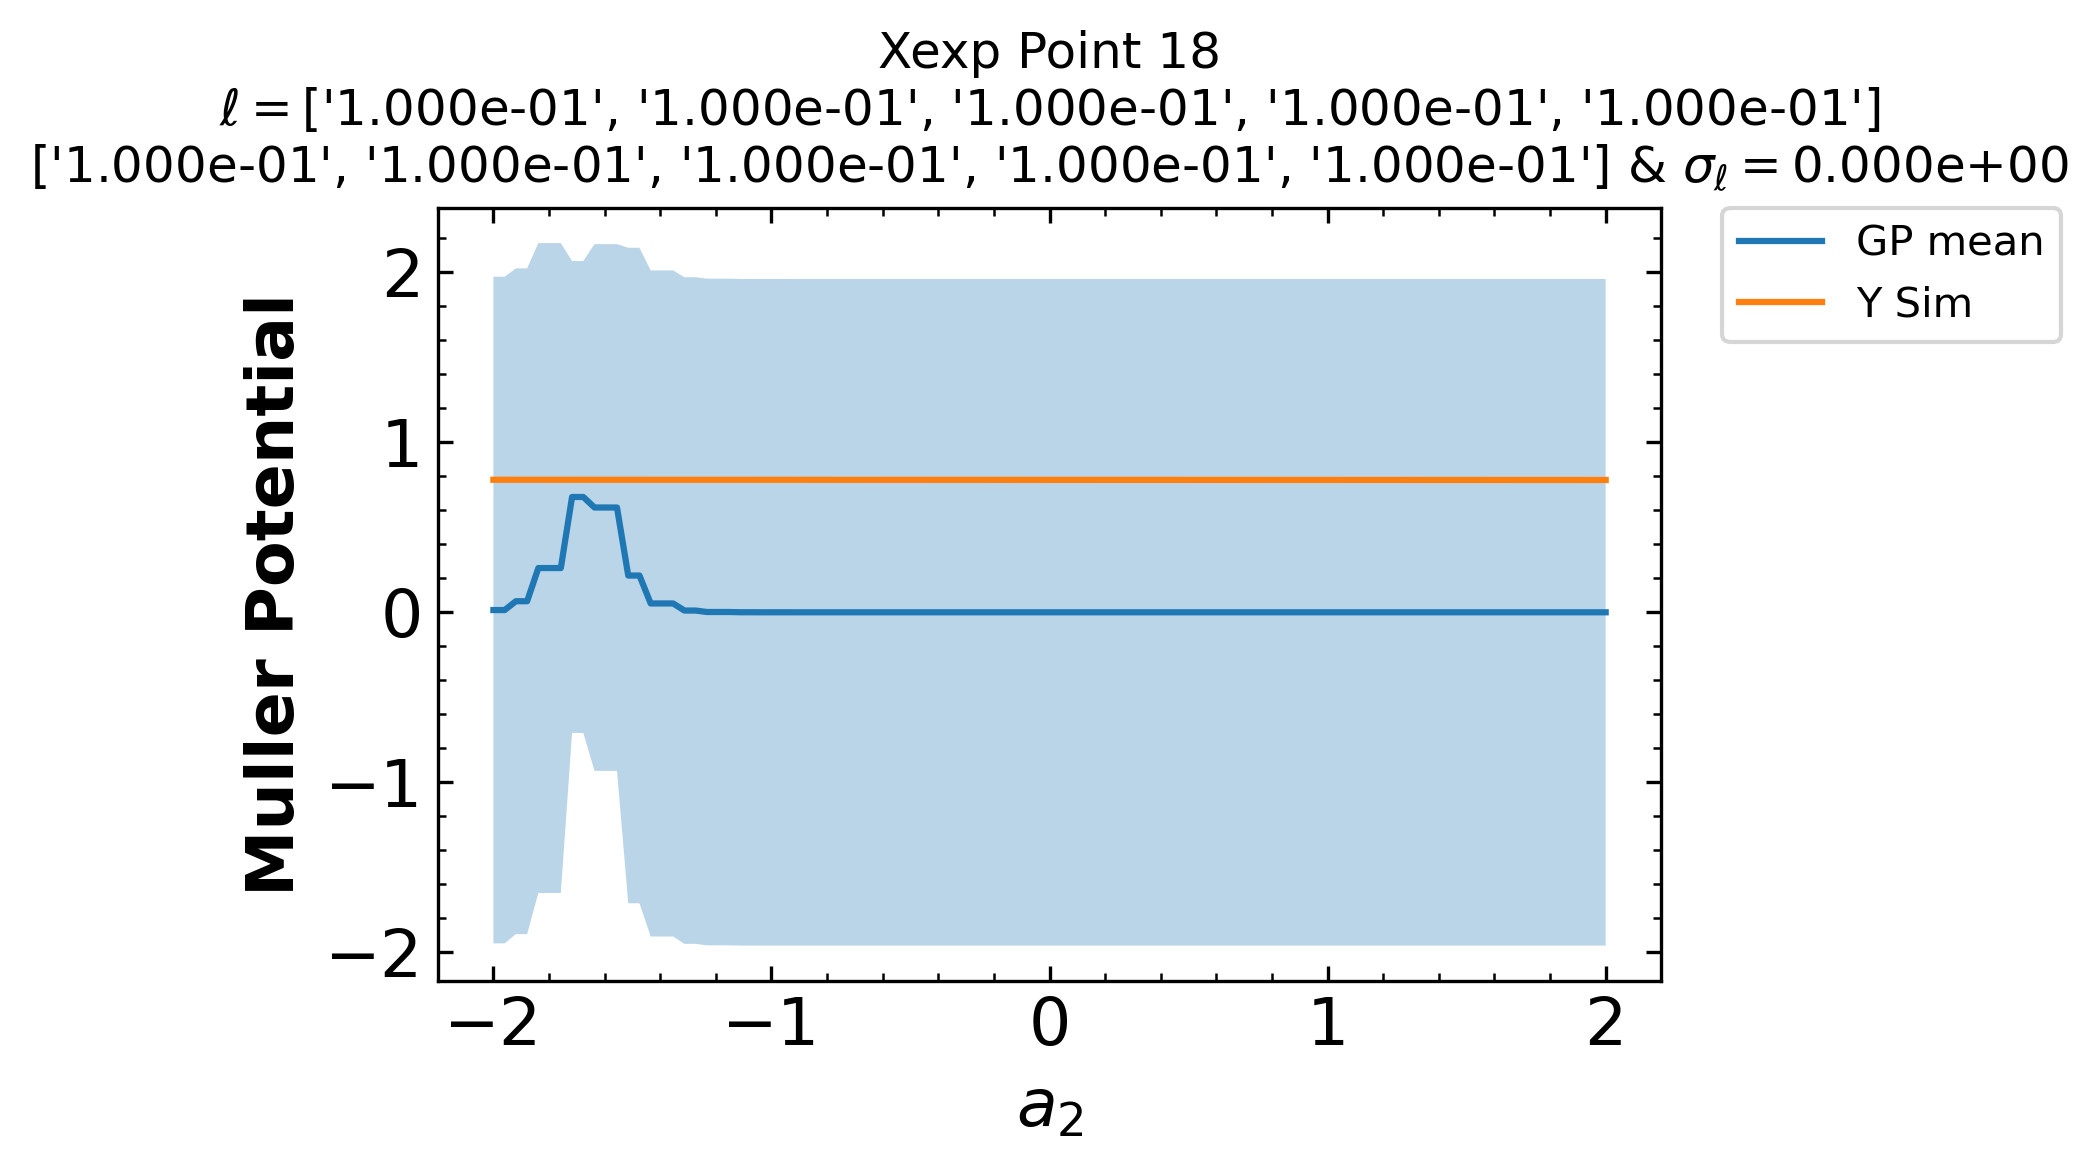 Xexp Point 18
ℓ = ['1.000e-01', '1.000e-01', '1.000e-01', '1.000e-01', '1.000e-01']
['1.000e-01', '1.000e-01', '1.000e-01', '1.000e-01', '1.000e-01'] & σℓ = 0.000e+00
GP mean
Y Sim
Muller Potential
2
1
0
−1
−2
−2 −1 0 1 2
a₂